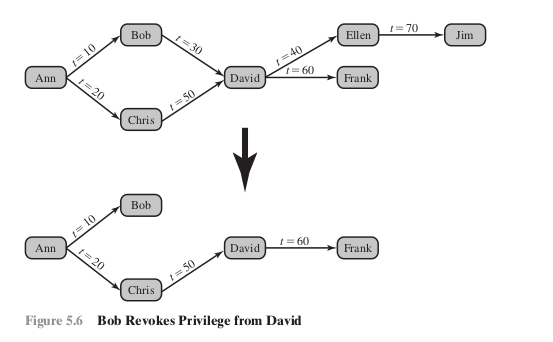 Bob
Ellen
t = 70
Jim
t = 10
t = 30
t = 40
Ann
David
t = 60
Frank
t = 20
t = 50
Chris
Bob
t = 10
Ann
David
t = 60
Frank
t = 20
t = 50
Chris
Figure 5.6 Bob Revokes Privilege from David